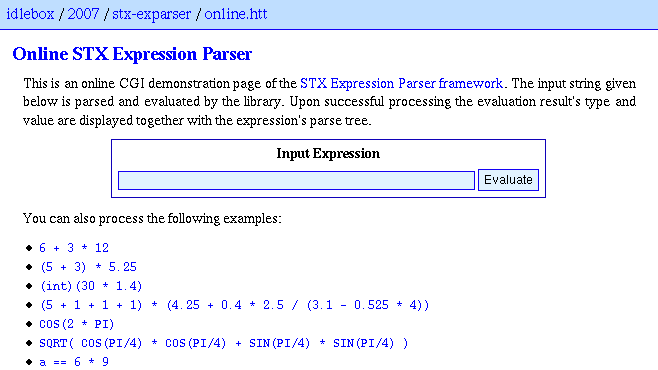 idlebox / 2007 / stx-exparser / online.htt
Online STX Expression Parser
This is an online CGI demonstration page of the STX Expression Parser framework. The input string given
below is parsed and evaluated by the library. Upon successful processing the evaluation result's type and
value are displayed together with the expression's parse tree.
Input Expression
Evaluate
You can also process the following examples:
6 + 3 * 12
(5 + 3) * 5.25
(int)(30 * 1.4)
(5 + 1 + 1 + 1) * (4.25 + 0.4 * 2.5 / (3.1 - 0.525 * 4))
COS(2 * PI)
SQRT( COS(PI/4) * COS(PI/4) + SIN(PI/4) * SIN(PI/4) )
a == 6 * 9